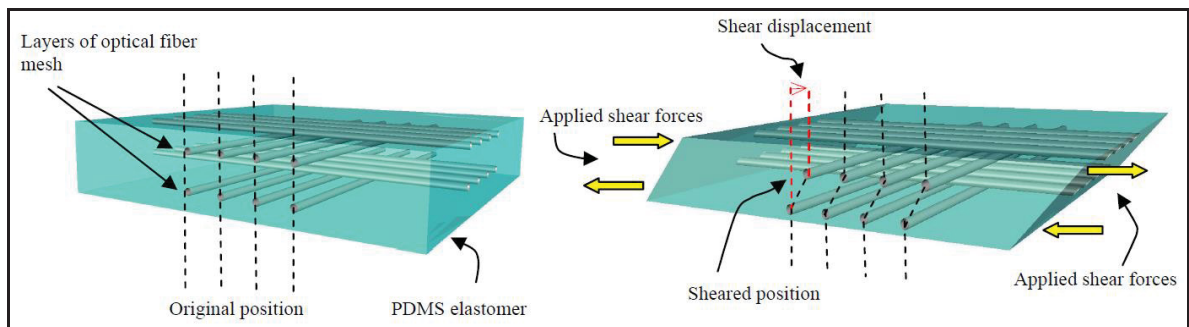 Layers of optical fiber
mesh
Original position
PDMS elastomer
Shear displacement
Applied shear forces
Sheared position
Applied shear forces